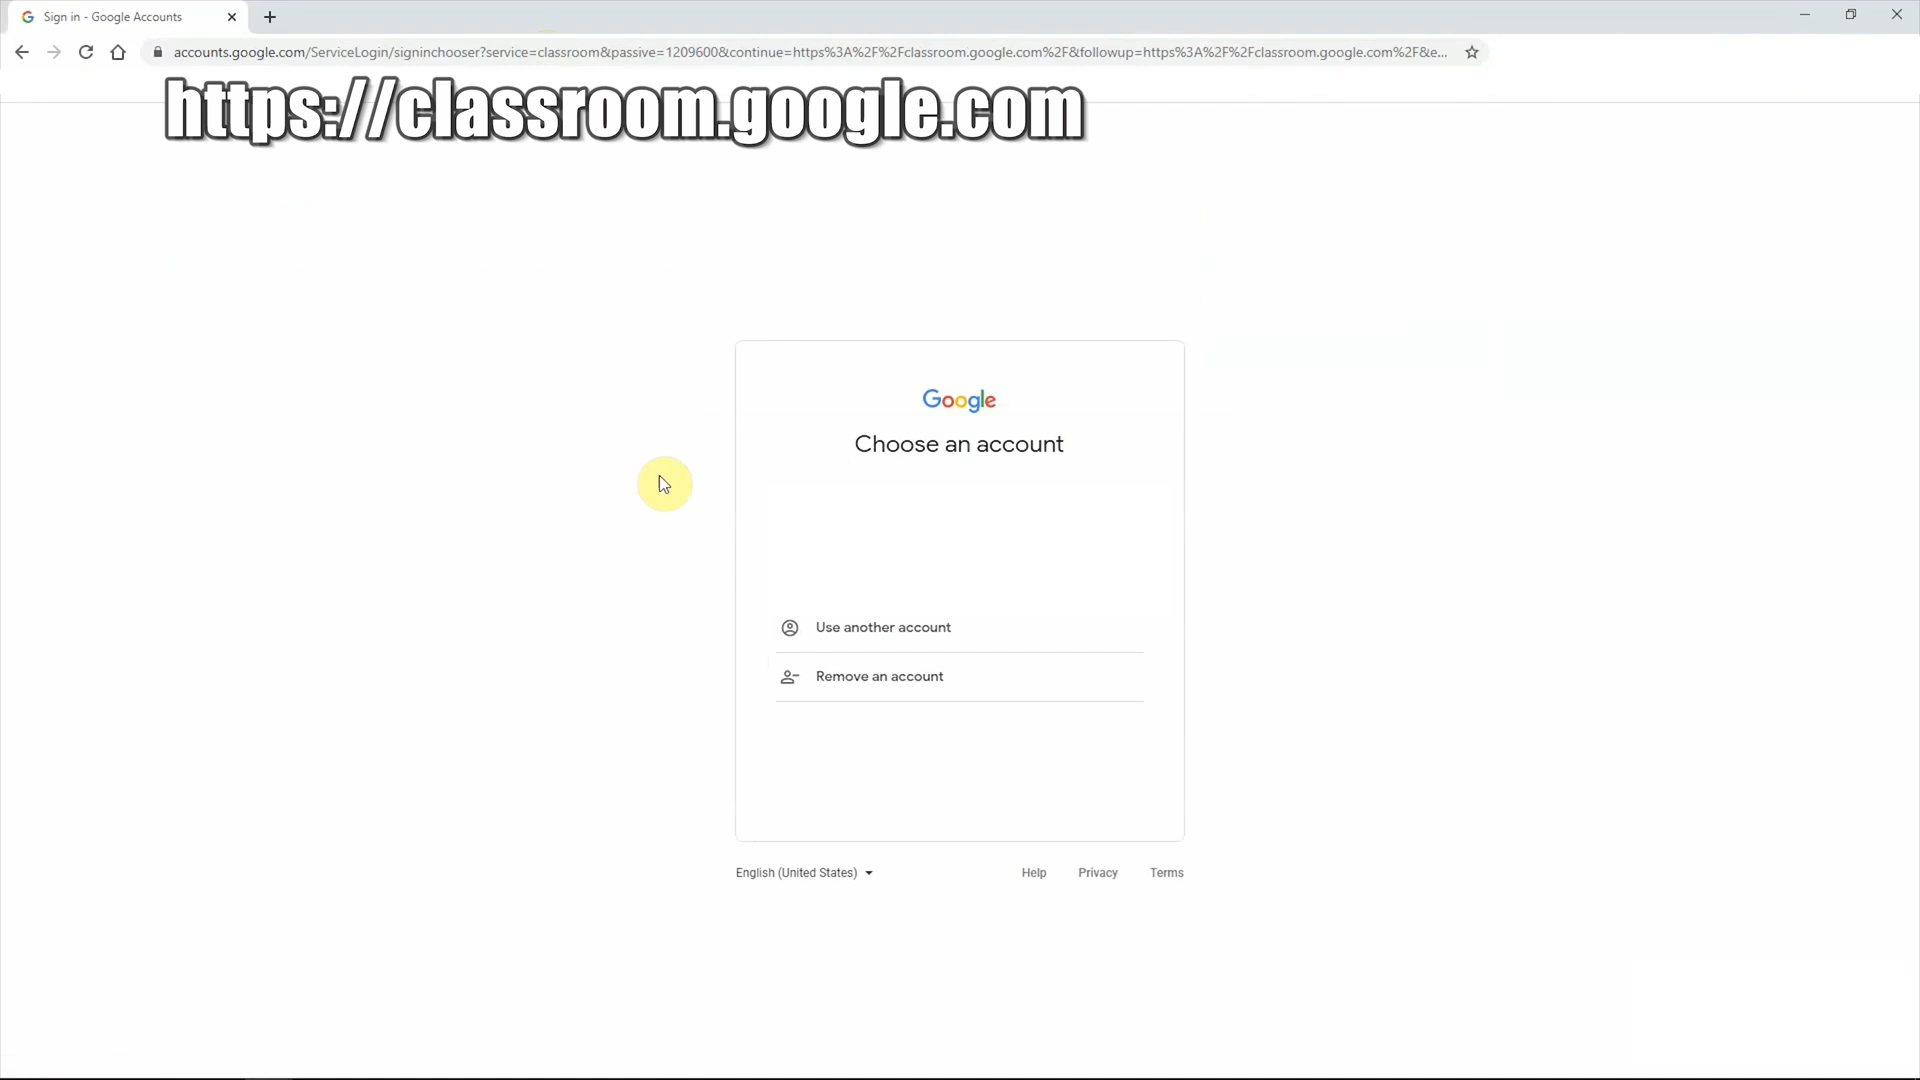 Sign in - Google Accounts
accounts.google.com/ServiceLogin/signinchooser?service=classroom&passive=1209600&continue=https%3A%2F%2Fclassroom.google.com%2F&followup=https%3A%2F%2Fclassroom.google.com%2F&e...
https://classroom.google.com
Google
Choose an account
Use another account
Remove an account
English (United States) Help Privacy Terms